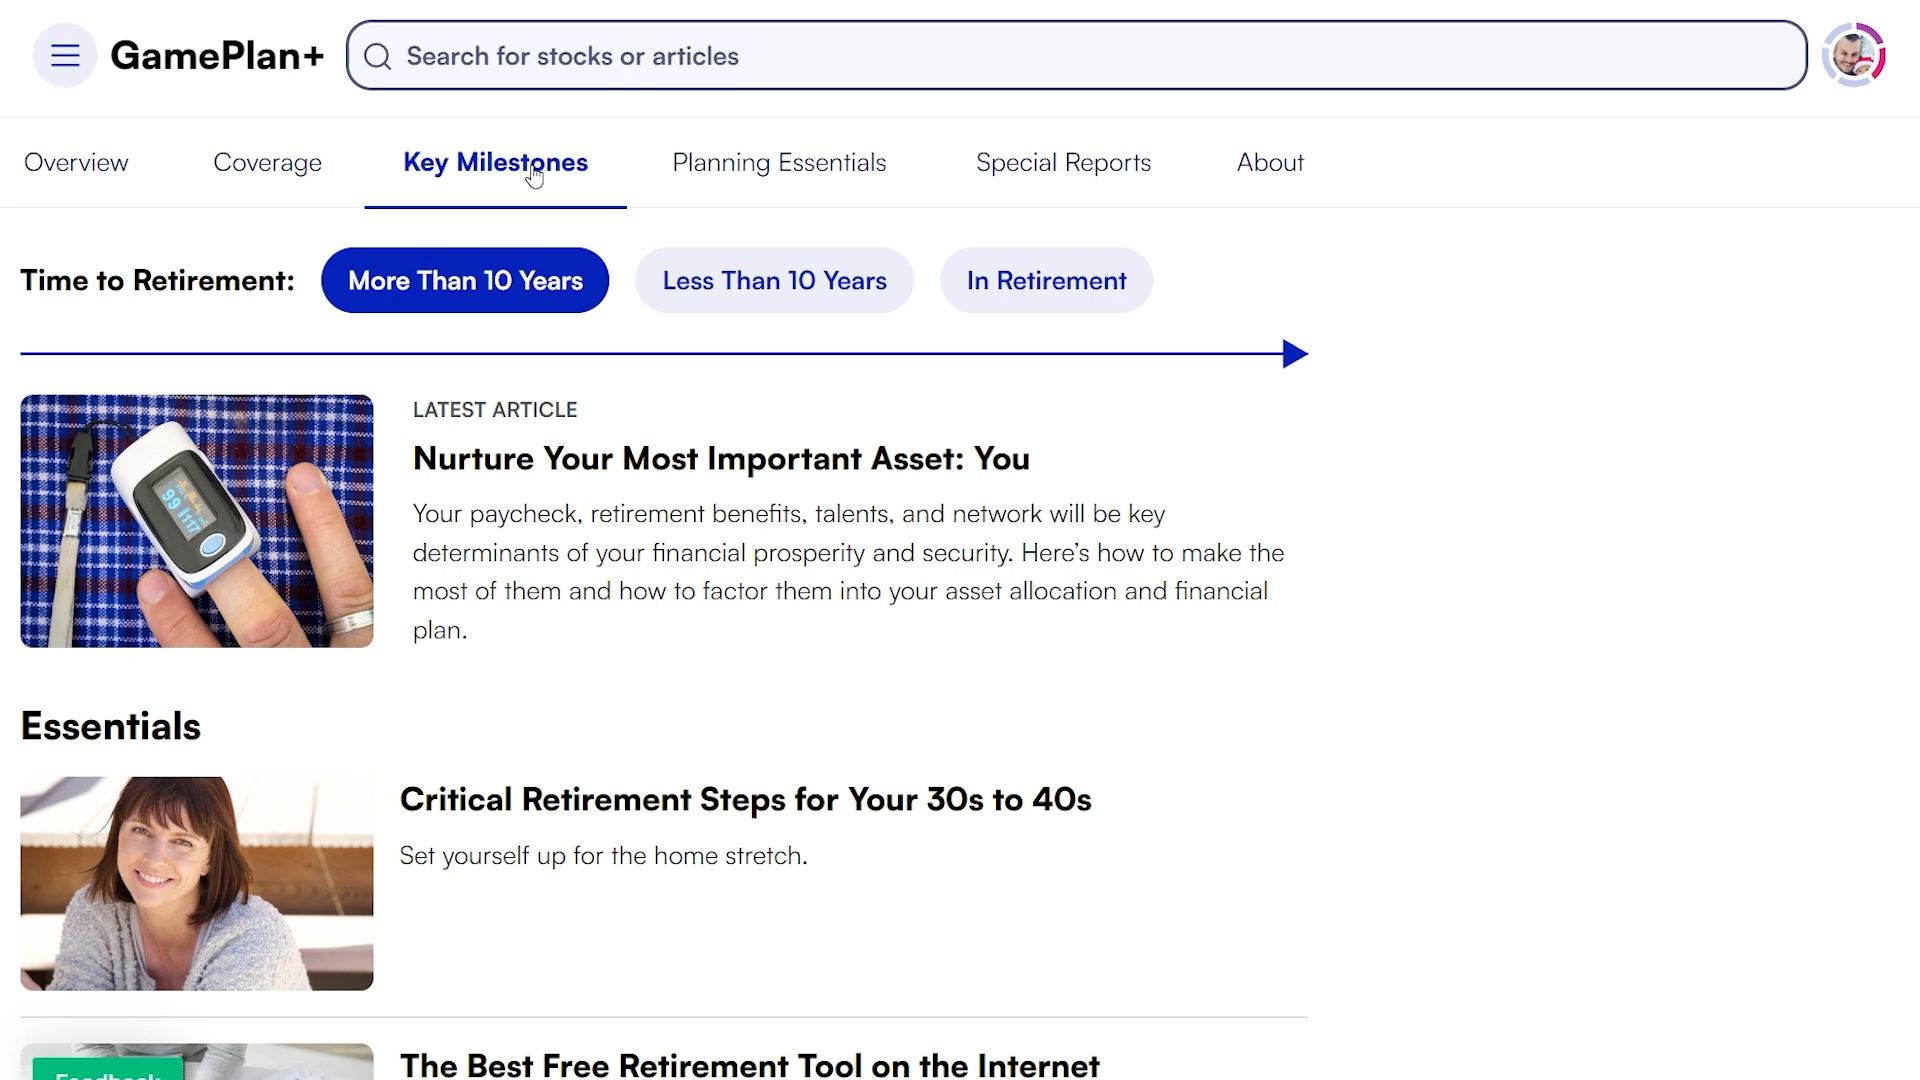 GamePlan+
Search for stocks or articles
Overview
Coverage
Key Milestones
Planning Essentials
Special Reports
About
Time to Retirement:
More Than 10 Years
Less Than 10 Years
In Retirement
LATEST ARTICLE
Nurture Your Most Important Asset: You
Your paycheck, retirement benefits, talents, and network will be key
determinants of your financial prosperity and security. Here’s how to make the
most of them and how to factor them into your asset allocation and financial
plan.
99
117
Essentials
Critical Retirement Steps for Your 30s to 40s
Set yourself up for the home stretch.
The Best Free Retirement Tool on the Internet
Feedback